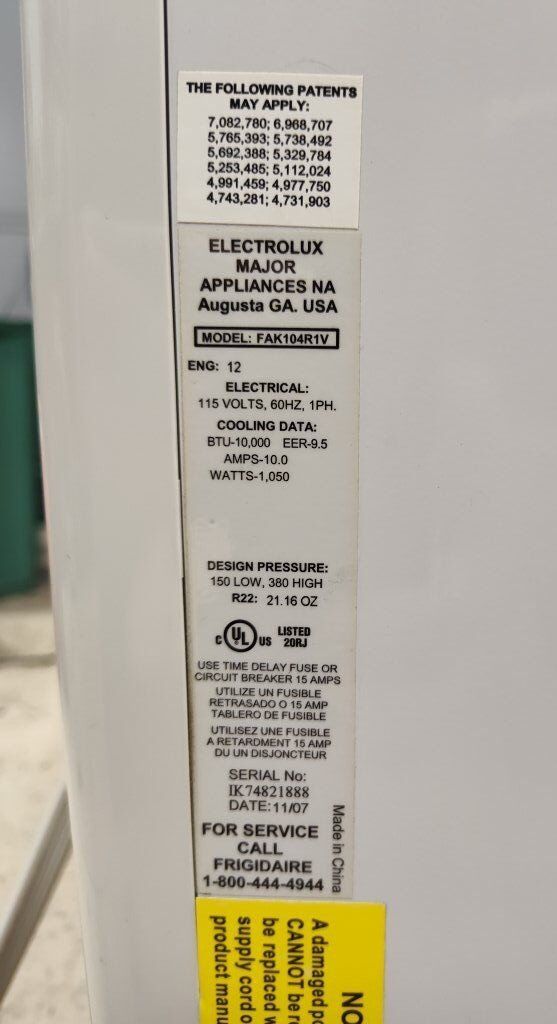 THE FOLLOWING PATENTS
MAY APPLY:
7,082,780; 6,968,707
5,765,393; 5,738,492
5,692,388; 5,329,784
5,253,485; 5,112,024
4,991,459; 4,977,750
4,743,281; 4,731,903
ELECTROLUX
MAJOR
APPLIANCES NA
Augusta GA. USA
MODEL: FAK104R1V
ENG: 12
ELECTRICAL:
115 VOLTS, 60HZ, 1PH.
COOLING DATA:
BTU-10,000 EER-9.5
AMPS-10.0
WATTS-1,050
DESIGN PRESSURE:
150 LOW, 380 HIGH
R22: 21.16 OZ
C UL US LISTED
20RJ
USE TIME DELAY FUSE OR
CIRCUIT BREAKER 15 AMPS
UTILIZE UN FUSIBLE
RETRASADO O 15 AMP
TABLERO DE FUSIBLE
UTILISEZ UNE FUSIBLE
A RETARDMENT 15 AMP
DU UN DISJONCTEUR
SERIAL No:
IK74821888
DATE:11/07
Made in China
FOR SERVICE
CALL
FRIGIDAIRE
1-800-444-4944
NO
A damaged
CANNOT be
be replaced
supply cord
product